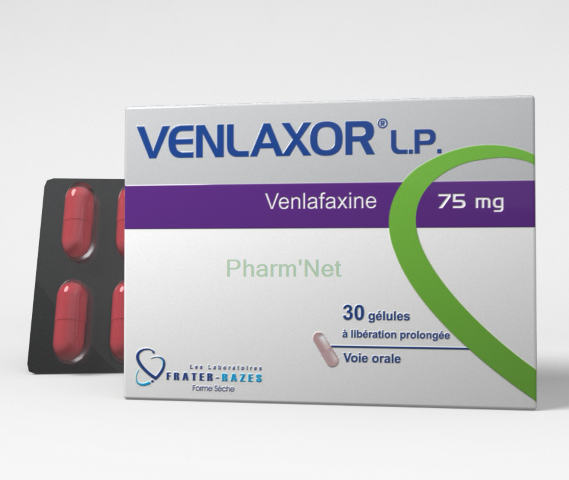 VENLAXOR® L.P.
Venlafaxine 75 mg
Pharm'Net
30 gélules
à libération prolongée
Voie orale
Les Laboratoires
FRATER-RAZES
Forme Sèche